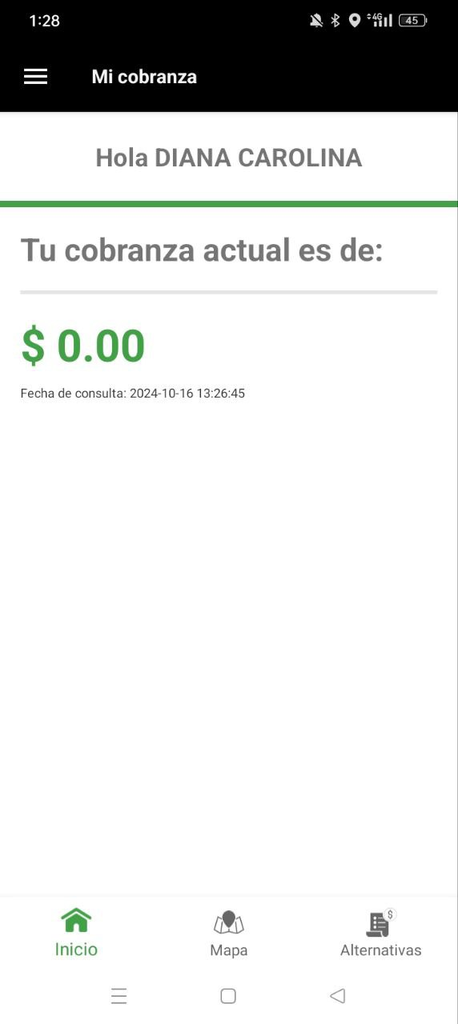 1:28
4G
45
Mi cobranza
Hola DIANA CAROLINA
Tu cobranza actual es de:
$ 0.00
Fecha de consulta: 2024-10-16 13:26:45
$
Inicio
Mapa
Alternativas